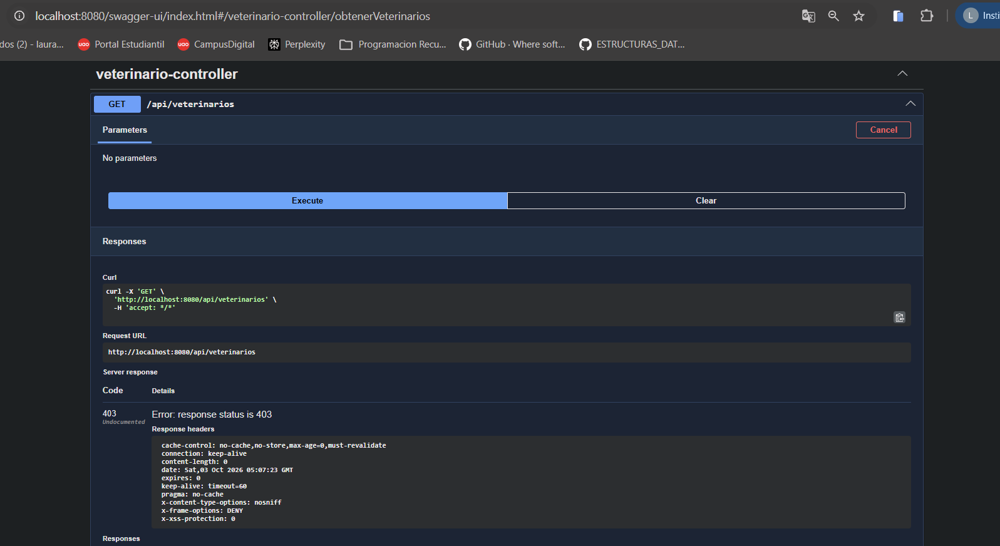 localhost:8080/swagger-ui/index.html#/veterinario-controller/obtenerVeterinarios
L Insti
dos (2) - laura... UAO Portal Estudiantil UAO CampusDigital Perplexity Programacion Recu... GitHub · Where soft... ESTRUCTURAS_DAT...
veterinario-controller
GET /api/veterinarios
Parameters Cancel
No parameters
Execute Clear
Responses
Curl
curl -X 'GET' \
'http://localhost:8080/api/veterinarios' \
-H 'accept: */*'
Request URL
http://localhost:8080/api/veterinarios
Server response
Code Details
403 Error: response status is 403
Undocumented
Response headers
cache-control: no-cache,no-store,max-age=0,must-revalidate
connection: keep-alive
content-length: 0
date: Sat,03 Oct 2026 05:07:23 GMT
expires: 0
keep-alive: timeout=60
pragma: no-cache
x-content-type-options: nosniff
x-frame-options: DENY
x-xss-protection: 0
Responses